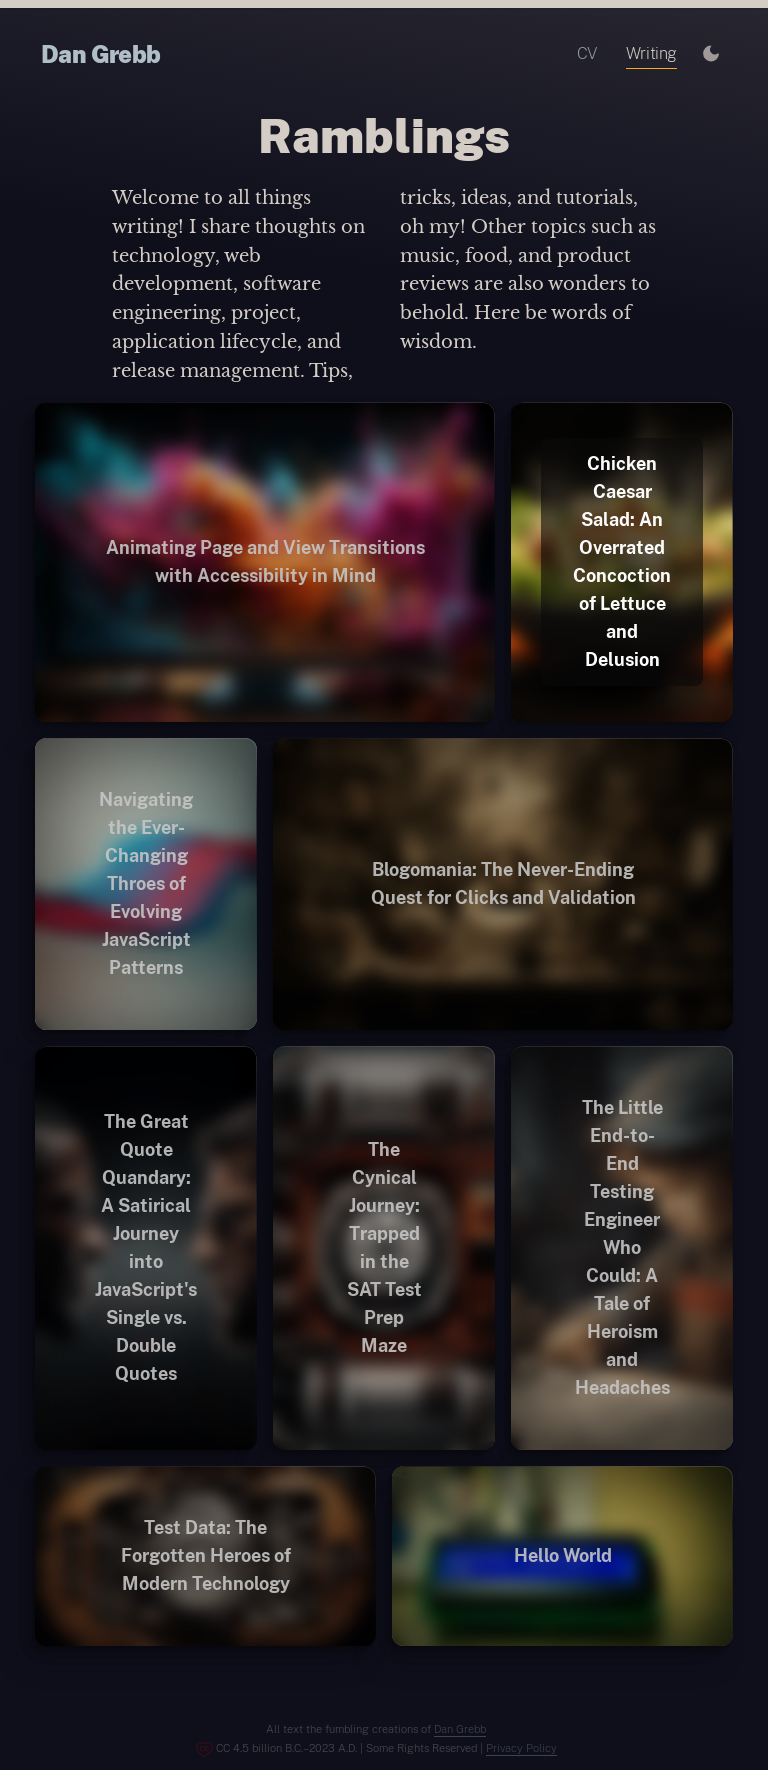 Dan Grebb
CV
Writing
Ramblings
Welcome to all things
writing! I share thoughts on
technology, web
development, software
engineering, project,
application lifecycle, and
release management. Tips,
tricks, ideas, and tutorials,
oh my! Other topics such as
music, food, and product
reviews are also wonders to
behold. Here be words of
wisdom.
Animating Page and View Transitions
with Accessibility in Mind
Chicken
Caesar
Salad: An
Overrated
Concoction
of Lettuce
and
Delusion
Navigating
the Ever-
Changing
Throes of
Evolving
JavaScript
Patterns
Blogomania: The Never-Ending
Quest for Clicks and Validation
The Great
Quote
Quandary:
A Satirical
Journey
into
JavaScript's
Single vs.
Double
Quotes
The
Cynical
Journey:
Trapped
in the
SAT Test
Prep
Maze
The Little
End-to-
End
Testing
Engineer
Who
Could: A
Tale of
Heroism
and
Headaches
Test Data: The
Forgotten Heroes of
Modern Technology
Hello World
All text the fumbling creations of Dan Grebb
CC 4.5 billion B.C.–2023 A.D. | Some Rights Reserved | Privacy Policy